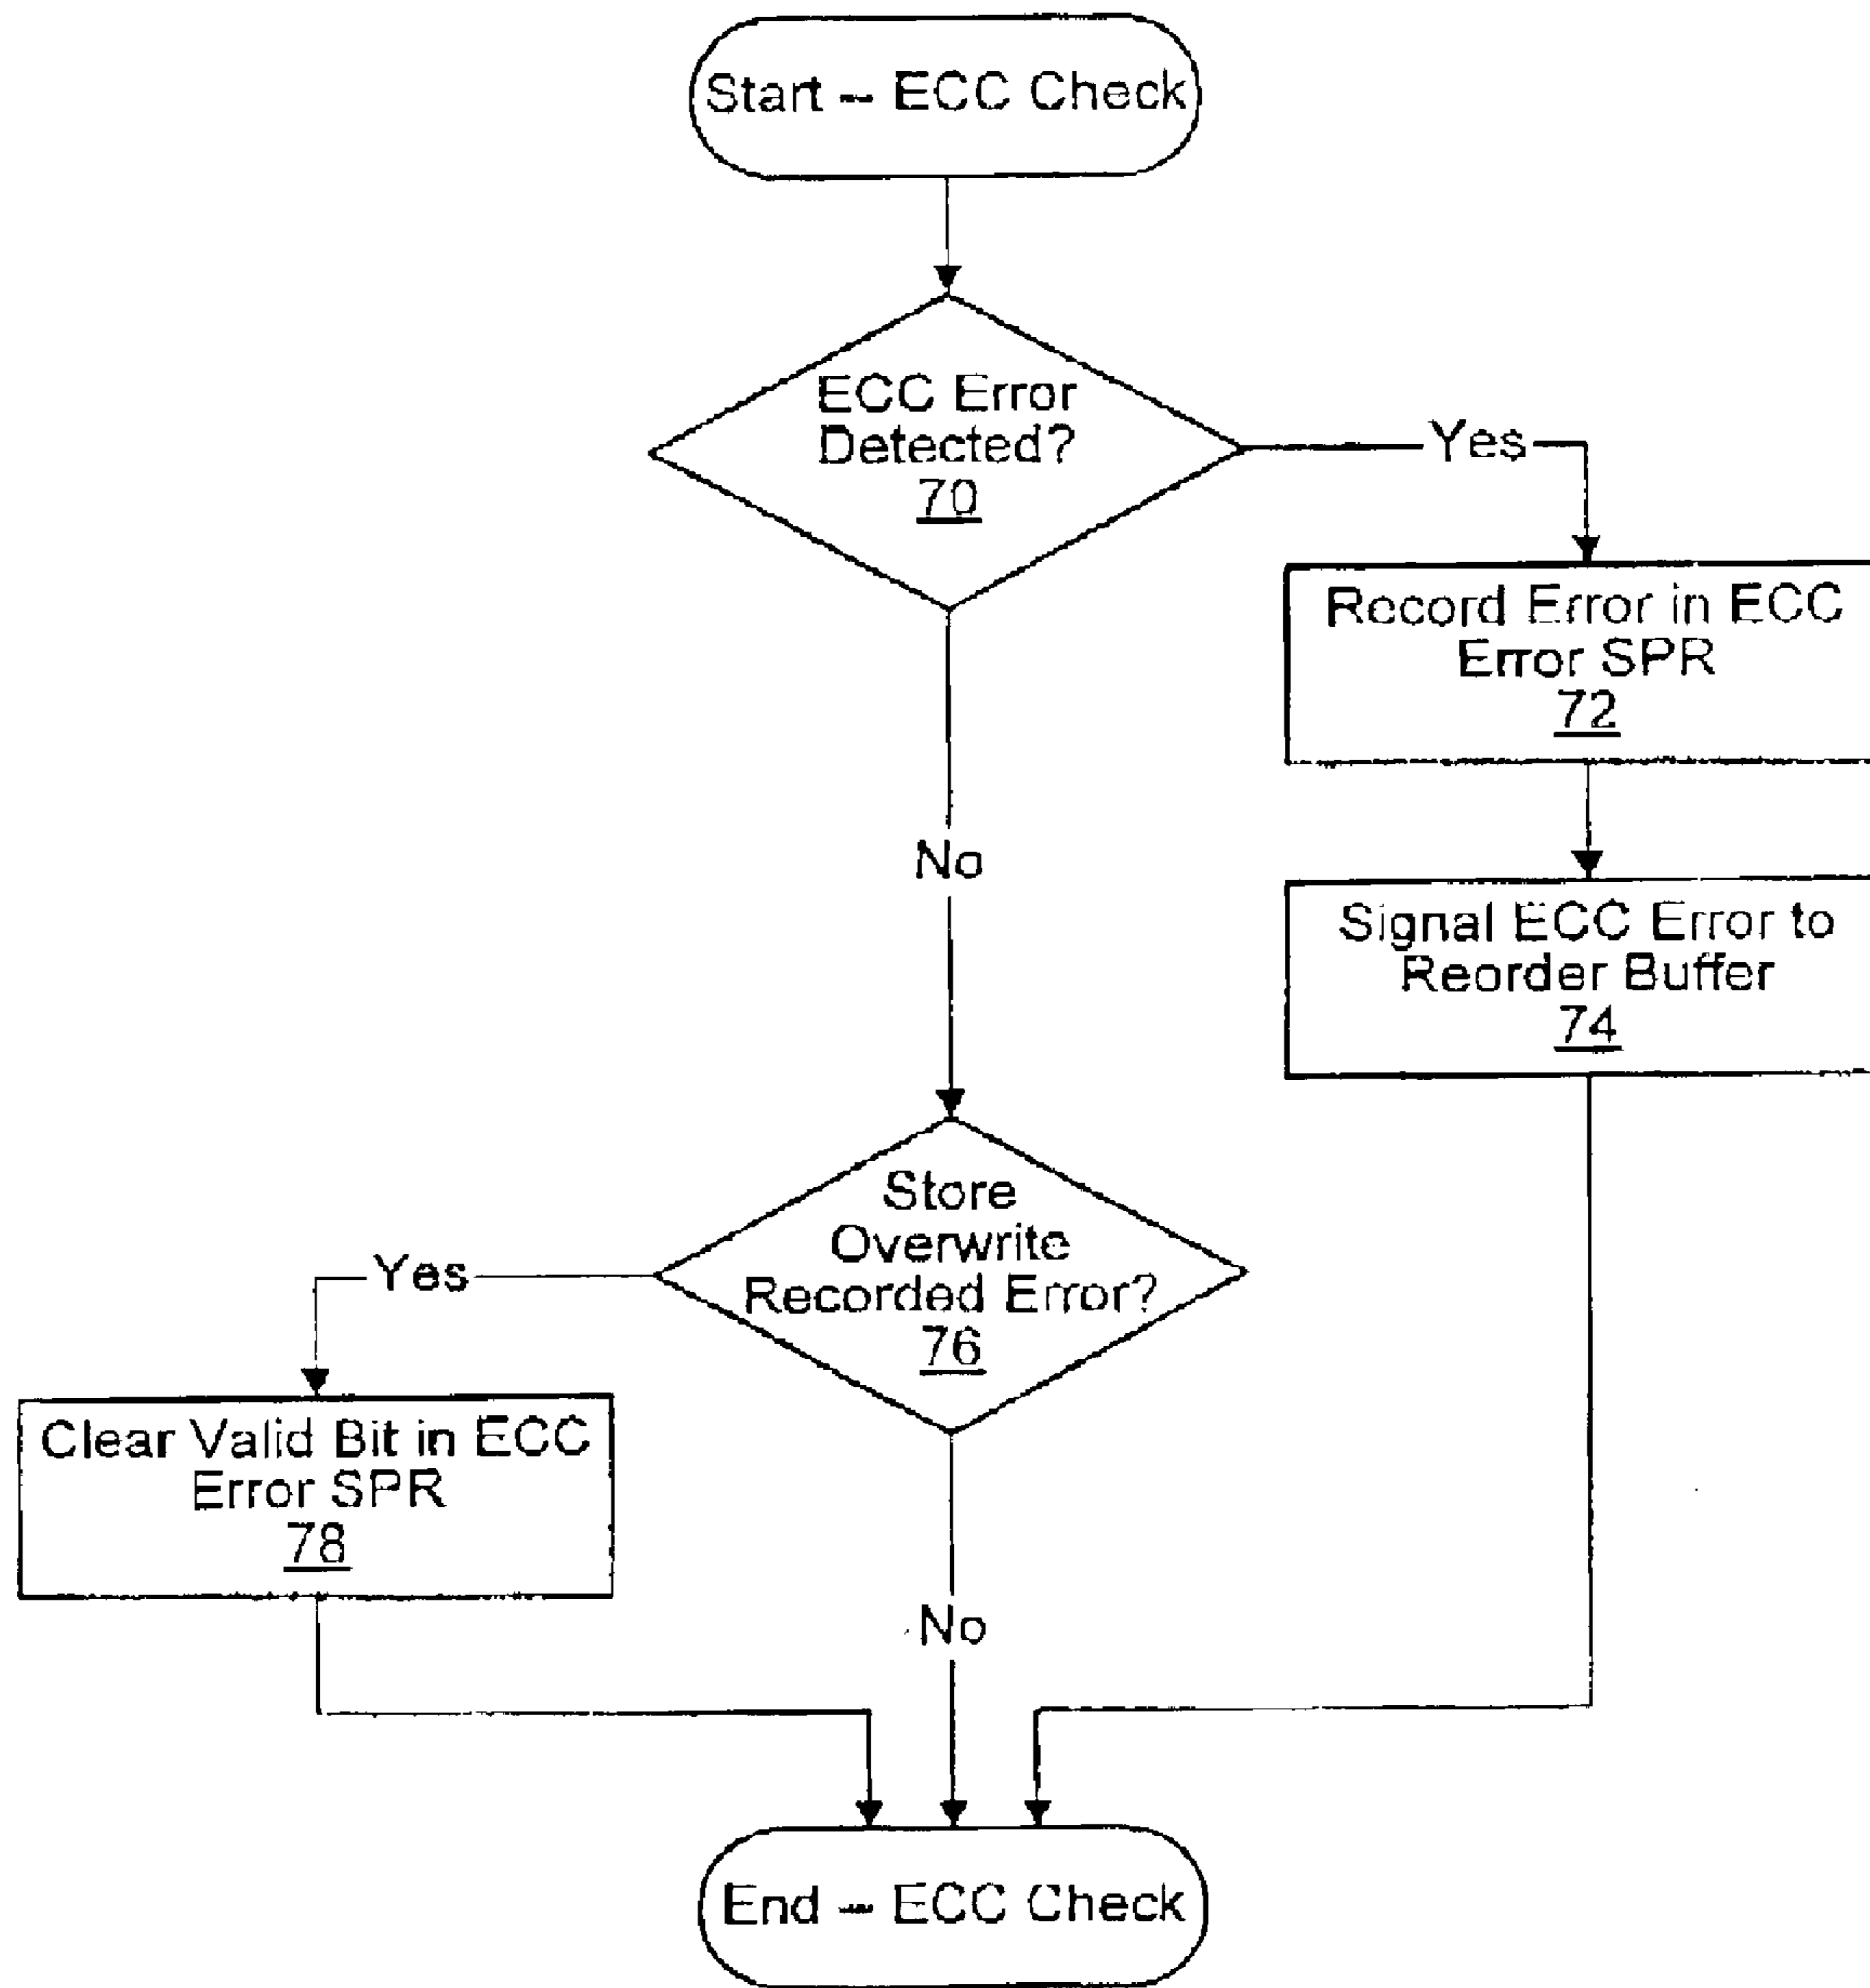 Start -- ECC Check
ECC Error
Detected?
70
Yes
Record Error in ECC
Error SPR
72
No
Signal ECC Error to
Reorder Buffer
74
Store
Overwrite
Recorded Error?
76
Yes
Clear Valid Bit in ECC
Error SPR
78
No
End -- ECC Check